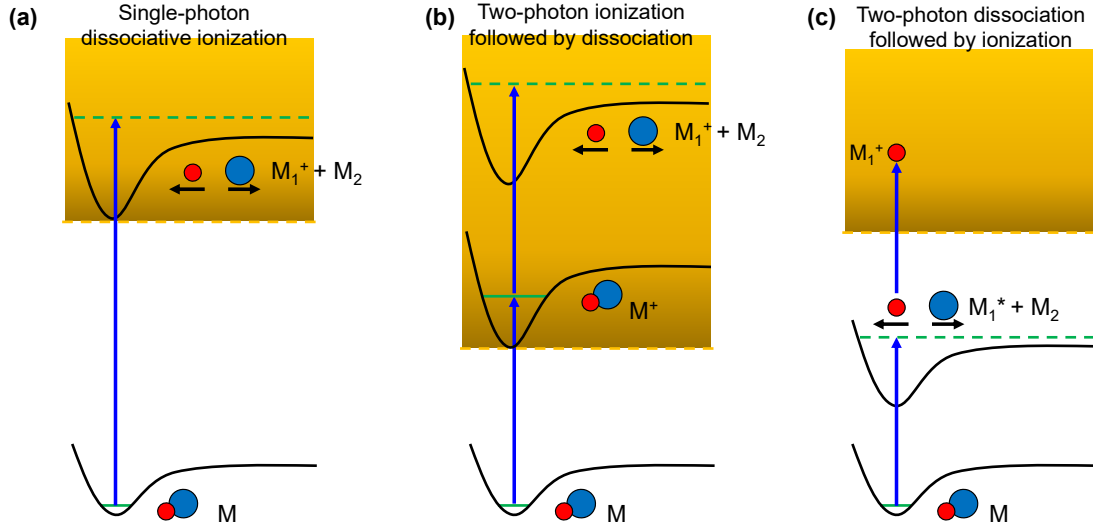 (a)
Single-photon
dissociative ionization
M₁⁺ + M₂
M
(b)
Two-photon ionization
followed by dissociation
M₁⁺ + M₂
M⁺
M
(c)
Two-photon dissociation
followed by ionization
M₁⁺
M₁* + M₂
M